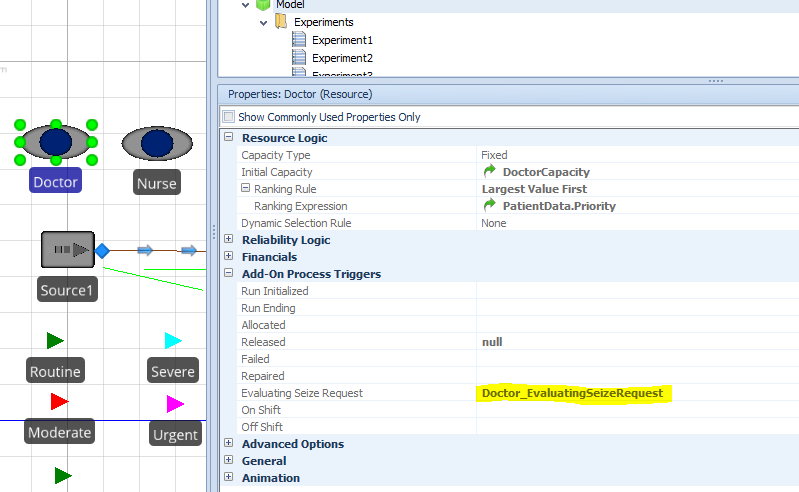 Model
Experiments
Experiment1
Experiment2
Experiment3
Doctor
Nurse
Source1
Routine
Severe
Moderate
Urgent
Properties: Doctor (Resource)
Show Commonly Used Properties Only
Resource Logic
Capacity Type Fixed
Initial Capacity DoctorCapacity
Ranking Rule Largest Value First
Ranking Expression PatientData.Priority
Dynamic Selection Rule None
Reliability Logic
Financials
Add-On Process Triggers
Run Initialized
Run Ending
Allocated
Released null
Failed
Repaired
Evaluating Seize Request Doctor_EvaluatingSeizeRequest
On Shift
Off Shift
Advanced Options
General
Animation